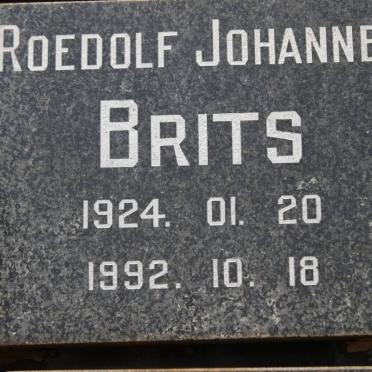 ROEDOLF JOHANNE
BRITS
1924. 01. 20
1992. 10. 18